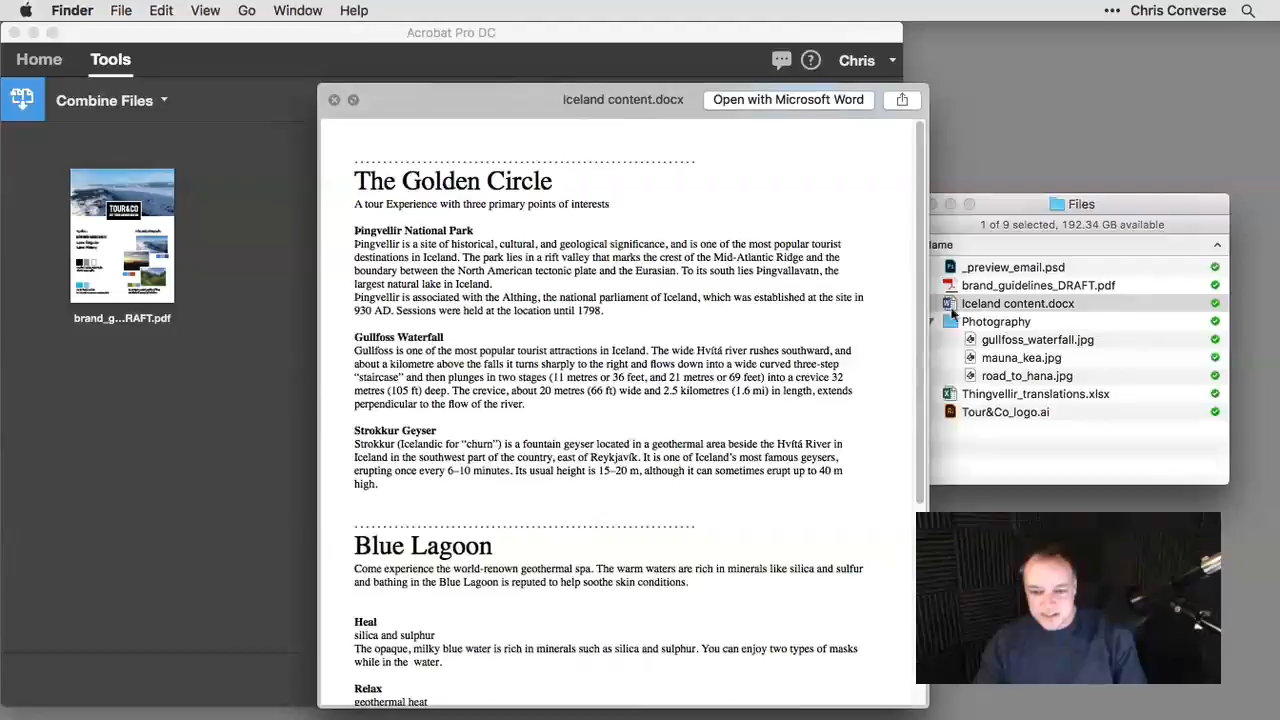 Finder File Edit View Go Window Help
••• Chris Converse
Acrobat Pro DC
Home Tools
Chris
Combine Files
TOUR&CO
brand_g...RAFT.pdf
Iceland content.docx
Open with Microsoft Word
The Golden Circle
A tour Experience with three primary points of interests
Þingvellir National Park
Þingvellir is a site of historical, cultural, and geological significance, and is one of the most popular tourist
destinations in Iceland. The park lies in a rift valley that marks the crest of the Mid-Atlantic Ridge and the
boundary between the North American tectonic plate and the Eurasian. To its south lies Þingvallavatn, the
largest natural lake in Iceland.
Þingvellir is associated with the Althing, the national parliament of Iceland, which was established at the site in
930 AD. Sessions were held at the location until 1798.
Gullfoss Waterfall
Gullfoss is one of the most popular tourist attractions in Iceland. The wide Hvítá river rushes southward, and
about a kilometre above the falls it turns sharply to the right and flows down into a wide curved three-step
“staircase” and then plunges in two stages (11 metres or 36 feet, and 21 metres or 69 feet) into a crevice 32
metres (105 ft) deep. The crevice, about 20 metres (66 ft) wide and 2.5 kilometres (1.6 mi) in length, extends
perpendicular to the flow of the river.
Strokkur Geyser
Strokkur (Icelandic for “churn”) is a fountain geyser located in a geothermal area beside the Hvítá River in
Iceland in the southwest part of the country, east of Reykjavík. It is one of Iceland’s most famous geysers,
erupting once every 6–10 minutes. Its usual height is 15–20 m, although it can sometimes erupt up to 40 m
high.
Blue Lagoon
Come experience the world-renown geothermal spa. The warm waters are rich in minerals like silica and sulfur
and bathing in the Blue Lagoon is reputed to help soothe skin conditions.
Heal
silica and sulphur
The opaque, milky blue water is rich in minerals such as silica and sulphur. You can enjoy two types of masks
while in the water.
Relax
geothermal heat
Files
1 of 9 selected, 192.34 GB available
_preview_email.psd
brand_guidelines_DRAFT.pdf
Iceland content.docx
Photography
gullfoss_waterfall.jpg
mauna_kea.jpg
road_to_hana.jpg
Thingvellir_translations.xlsx
Tour&Co_logo.ai